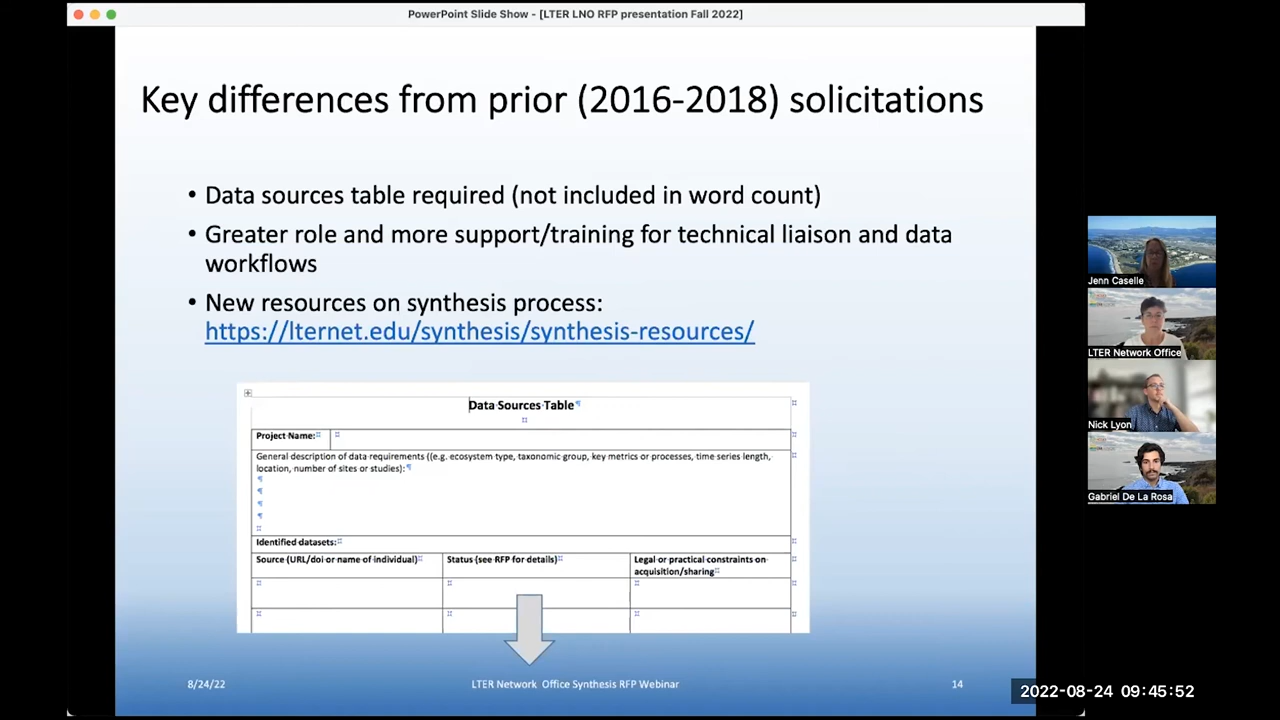 PowerPoint Slide Show - [LTER LNO RFP presentation Fall 2022]
Key differences from prior (2016-2018) solicitations
• Data sources table required (not included in word count)
• Greater role and more support/training for technical liaison and data
workflows
• New resources on synthesis process:
https://lternet.edu/synthesis/synthesis-resources/
Data Sources Table
Project Name:
General description of data requirements ((e.g. ecosystem type, taxonomic group, key metrics or processes, time series length,
location, number of sites or studies):
Identified datasets:
Source (URL/doi or name of individual)
Status (see RFP for details)
Legal or practical constraints on
acquisition/sharing
8/24/22
LTER Network Office Synthesis RFP Webinar
14
Jenn Caselle
LTER Network Office
Nick Lyon
Gabriel De La Rosa
2022-08-24 09:45:52